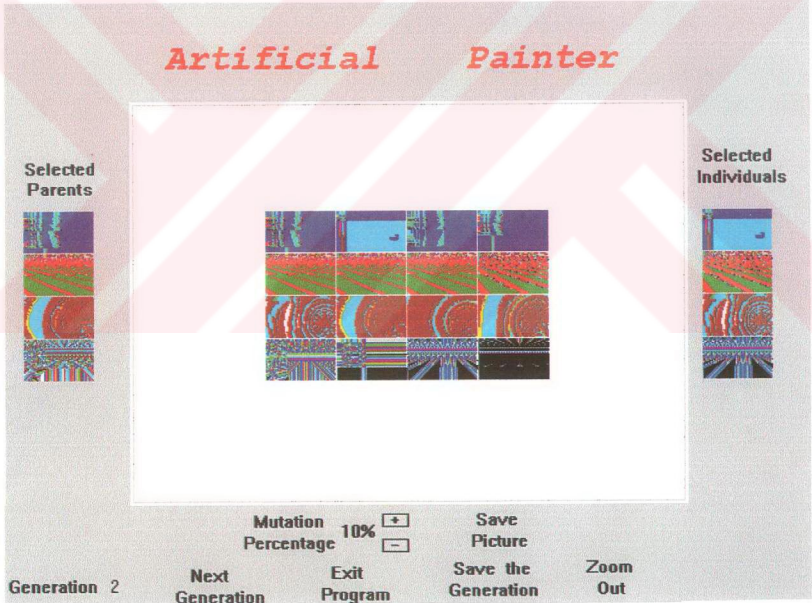 Artificial Painter
Selected
Parents
Selected
Individuals
Mutation
Percentage
10%
+
-
Save
Picture
Generation 2
Next
Generation
Exit
Program
Save the
Generation
Zoom
Out